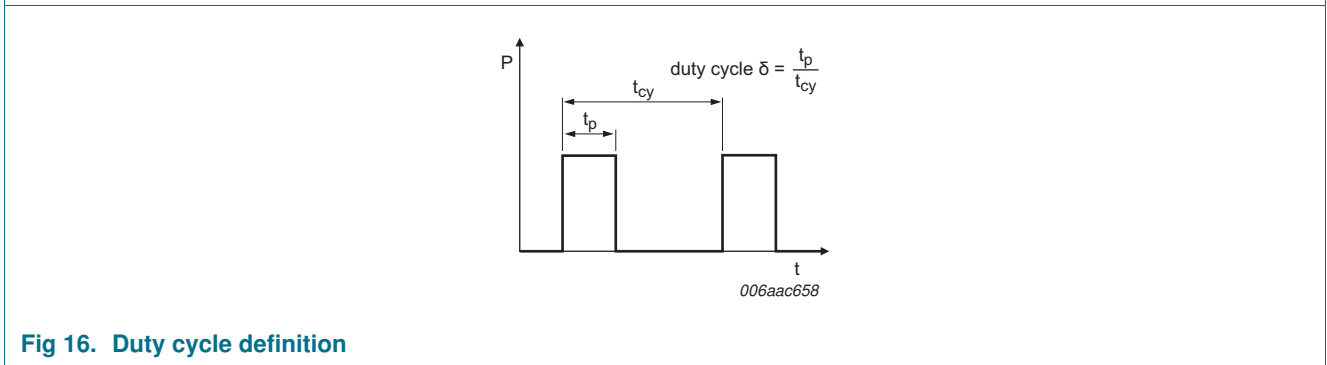 P
duty cycle δ = tp/tcy
tcy
tp
t
006aac658
Fig 16. Duty cycle definition